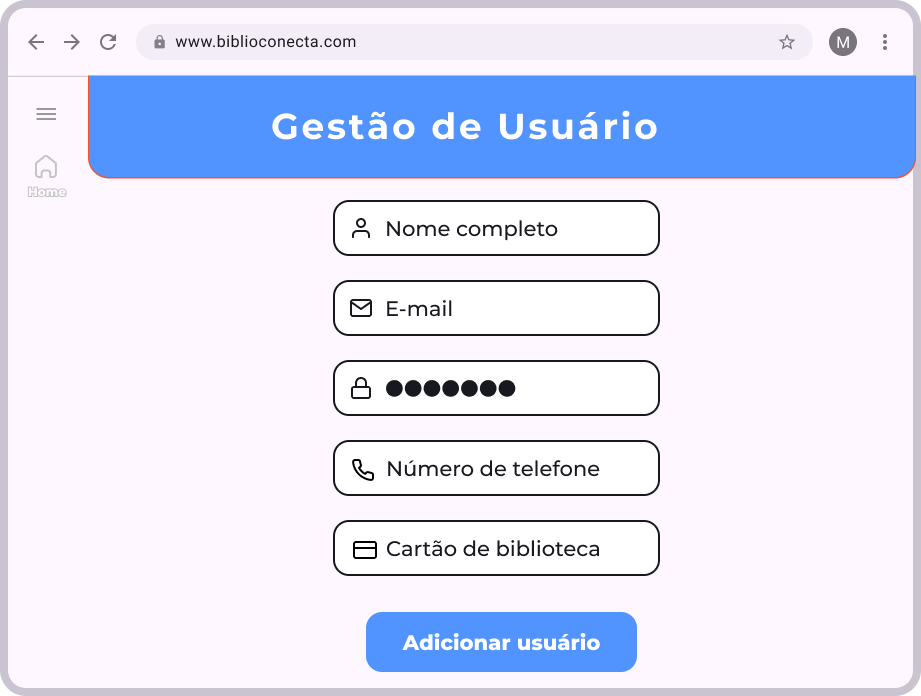 www.biblioconecta.com
M
Gestão de Usuário
Home
Nome completo
E-mail
●●●●●●●
Número de telefone
Cartão de biblioteca
Adicionar usuário